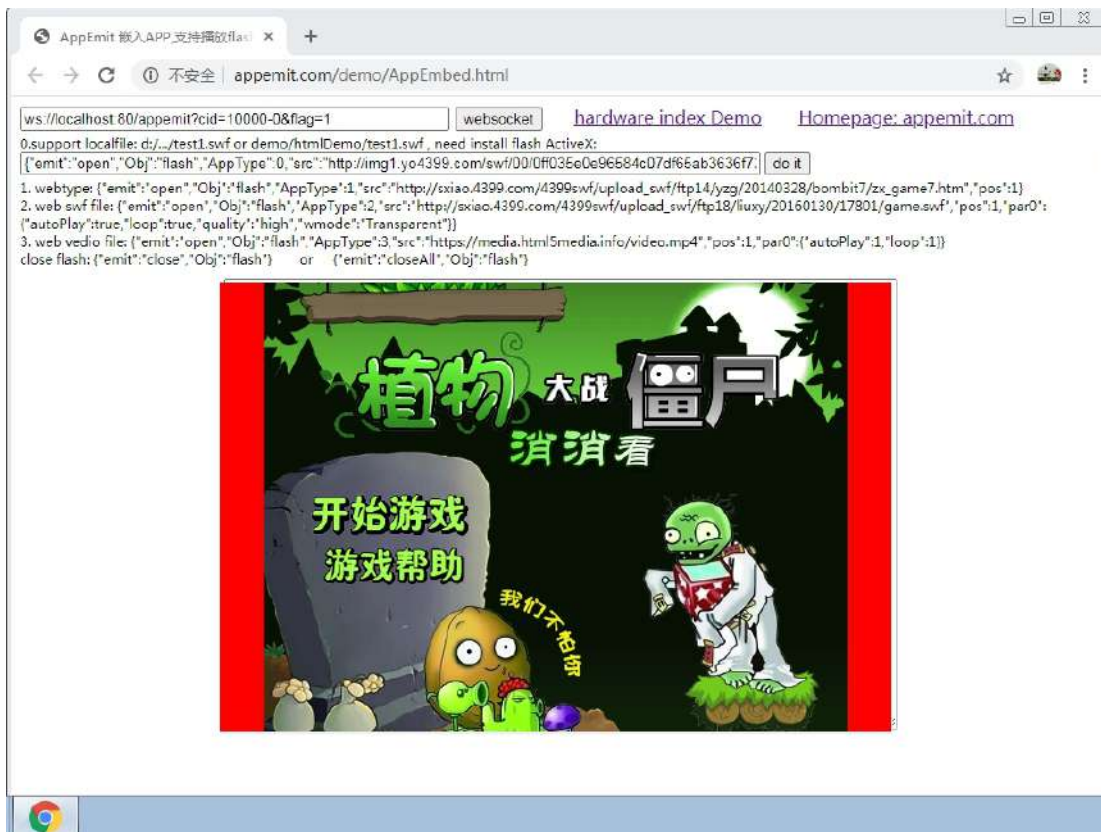 AppEmit 嵌入APP,支持播放flas
不安全 appemit.com/demo/AppEmbed.html
ws://localhost:80/appemit?cid=10000-0&flag=1 websocket hardware index Demo Homepage: appemit.com
0.support localfile: d:/.../test1.swf or demo/htmlDemo/test1.swf , need install flash ActiveX:
{"emit":"open","Obj":"flash","AppType":0,"src":"http://img1.yo4399.com/swf/00/0ff035e0e96584c07df65ab3636f7: do it
1. webtype: {"emit":"open","Obj":"flash","AppType":1,"src":"http://sxiao.4399.com/4399swf/upload_swf/ftp14/yzg/20140328/bombit7/zx_game7.htm","pos":1}
2. web swf file: {"emit":"open","Obj":"flash","AppType":2,"src":"http://sxiao.4399.com/4399swf/upload_swf/ftp18/liuxy/20160130/17801/game.swf","pos":1,"par0":
{"autoPlay":true,"loop":true,"quality":"high","wmode":"Transparent"}}
3. web vedio file: {"emit":"open","Obj":"flash","AppType":3,"src":"https://media.html5media.info/video.mp4","pos":1,"par0":{"autoPlay":1,"loop":1}}
close flash: {"emit":"close","Obj":"flash"} or {"emit":"closeAll","Obj":"flash"}
植物大战僵尸
消消看
开始游戏
游戏帮助
我们不怕你